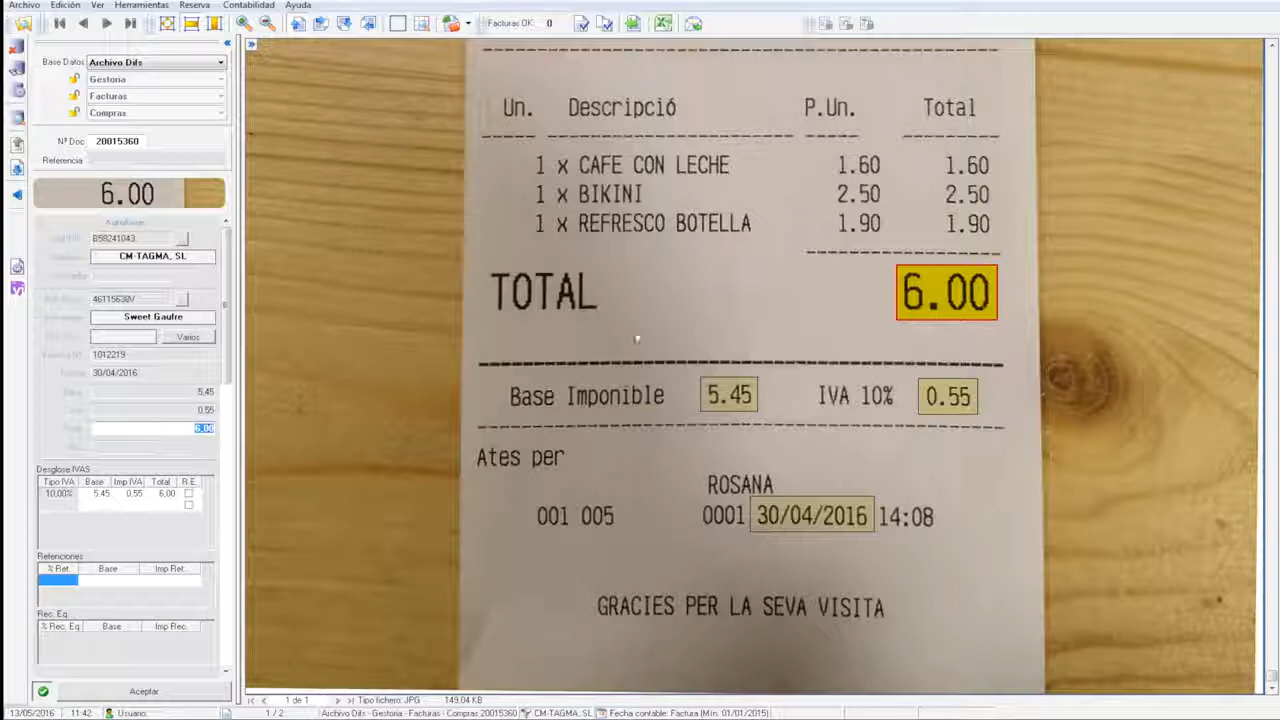 Archivo Edición Ver Herramientas Reserva Contabilidad Ayuda
Facturas OK: 0
Base Datos Archivo Difs
Gestoria
Facturas
Compras
Nº Doc 20015360
Referencia
6.00
B58241043
CM-TAGMA, SL
46115638V
Sweet Gaufre
Varios
1012219
30/04/2016
5,45
0,55
6,00
Desglose IVAS
Tipo IVA Base Imp IVA Total R.E.
10,00% 5,45 0,55 6,00
Retenciones
% Ret. Base Imp Ret.
Rec. Eq
% Rec. Eq Base Imp Rec.
Aceptar
Un. Descripció P.Un. Total
1 x CAFE CON LECHE 1.60 1.60
1 x BIKINI 2.50 2.50
1 x REFRESCO BOTELLA 1.90 1.90
TOTAL 6.00
Base Imponible 5.45 IVA 10% 0.55
Ates per
ROSANA
001 005 0001 30/04/2016 14:08
GRACIES PER LA SEVA VISITA
1 de 1 Tipo fichero: JPG 149.04 KB
13/05/2016 11:42 Usuario: 1 / 2 Archivo Difs - Gestoria - Facturas - Compras 20015360 CM-TAGMA, SL Fecha contable: Factura (Min. 01/01/2015)